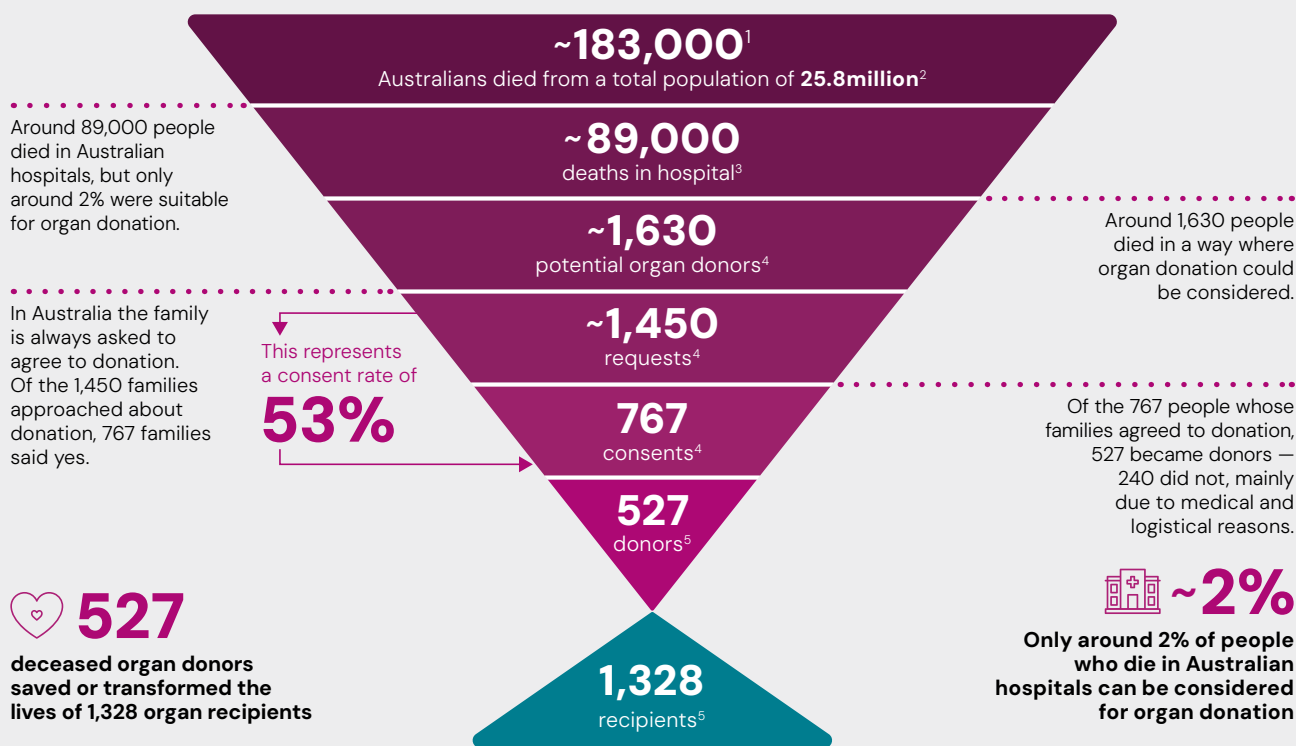 ~183,000¹
Australians died from a total population of 25.8million²
Around 89,000 people
died in Australian
hospitals, but only
around 2% were suitable
for organ donation.
~89,000
deaths in hospital³
~1,630
potential organ donors⁴
Around 1,630 people
died in a way where
organ donation could
be considered.
In Australia the family
is always asked to
agree to donation.
Of the 1,450 families
approached about
donation, 767 families
said yes.
This represents
a consent rate of
53%
~1,450
requests⁴
767
consents⁴
Of the 767 people whose
families agreed to donation,
527 became donors —
240 did not, mainly
due to medical and
logistical reasons.
527
donors⁵
527
deceased organ donors
saved or transformed the
lives of 1,328 organ recipients
1,328
recipients⁵
~2%
Only around 2% of people
who die in Australian
hospitals can be considered
for organ donation